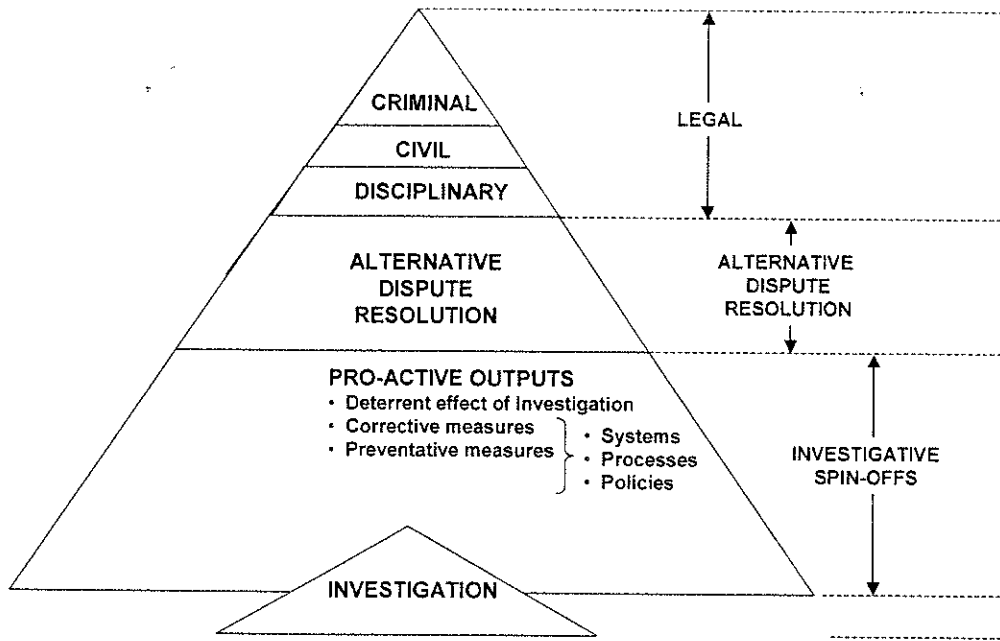 CRIMINAL
CIVIL
DISCIPLINARY
ALTERNATIVE
DISPUTE
RESOLUTION
PRO-ACTIVE OUTPUTS
• Deterrent effect of Investigation
• Corrective measures
• Preventative measures
• Systems
• Processes
• Policies
INVESTIGATION
LEGAL
ALTERNATIVE
DISPUTE
RESOLUTION
INVESTIGATIVE
SPIN-OFFS